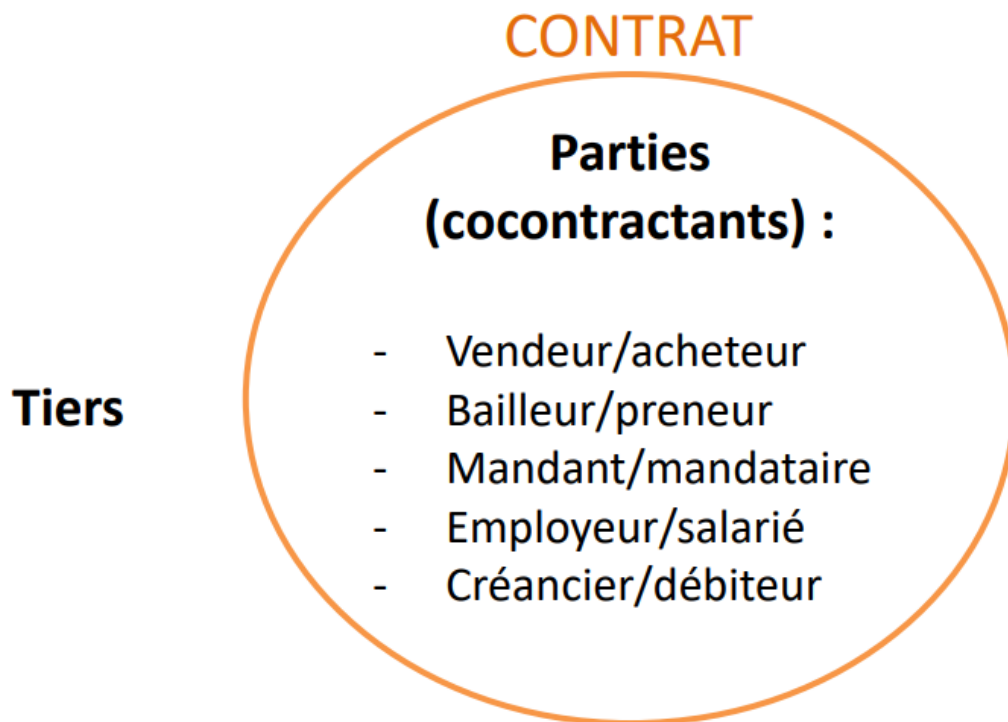 CONTRAT
Parties
(cocontractants) :
- Vendeur/acheteur
- Bailleur/preneur
Tiers
- Mandant/mandataire
- Employeur/salarié
- Créancier/débiteur